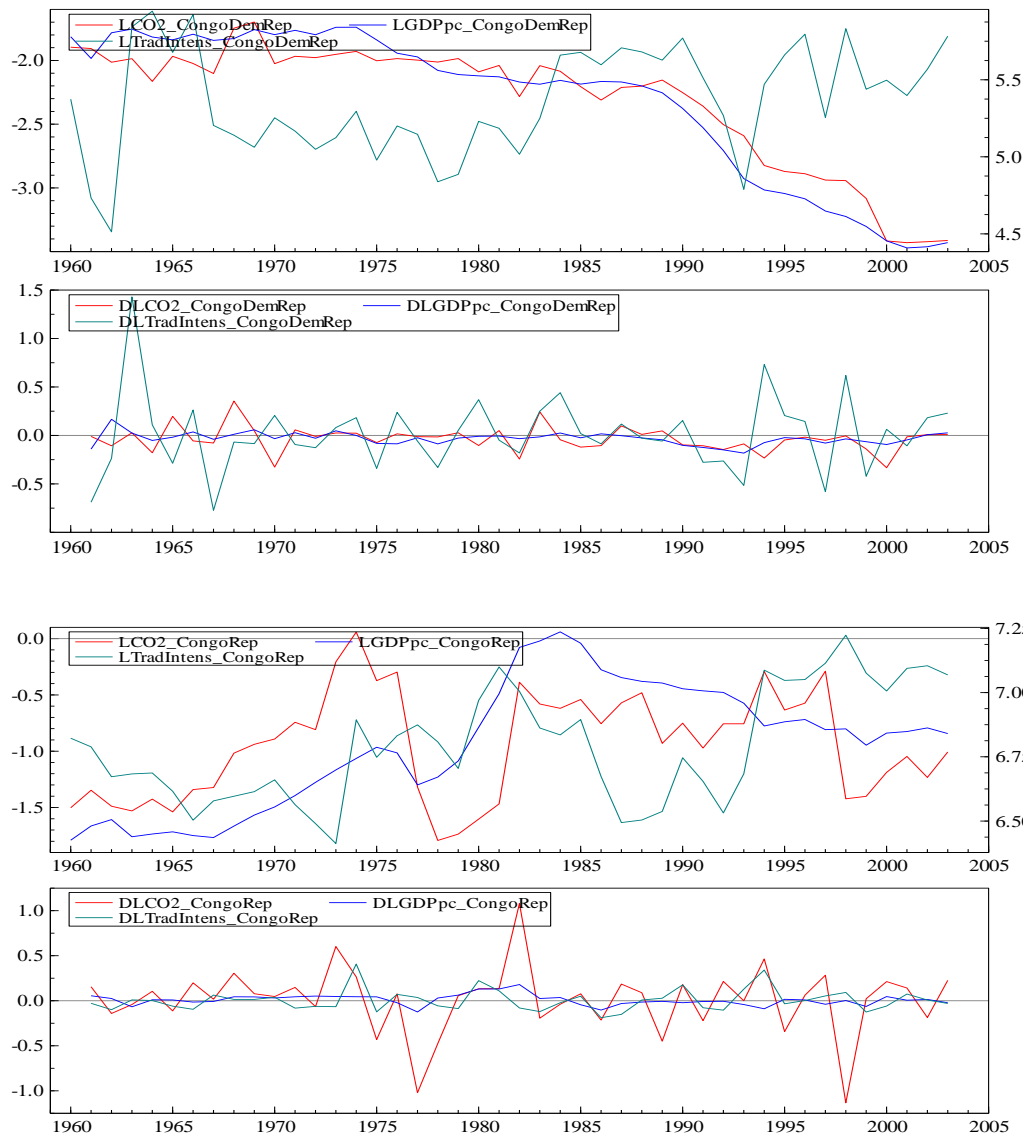 LCO2_CongoDemRep LGDPpc_CongoDemRep
LTradIntens_CongoDemRep
-2.0 5.5
-2.5
5.0
-3.0
4.5
1960 1965 1970 1975 1980 1985 1990 1995 2000 2005
1.5
DLCO2_CongoDemRep DLGDPpc_CongoDemRep
DLTradIntens_CongoDemRep
1.0
0.5
0.0
-0.5
1960 1965 1970 1975 1980 1985 1990 1995 2000 2005
0.0 7.25
LCO2_CongoRep LGDPpc_CongoRep
LTradIntens_CongoRep
-0.5 7.00
-1.0
6.75
-1.5 6.50
1960 1965 1970 1975 1980 1985 1990 1995 2000 2005
DLCO2_CongoRep DLGDPpc_CongoRep
1.0
DLTradIntens_CongoRep
0.5
0.0
-0.5
-1.0
1960 1965 1970 1975 1980 1985 1990 1995 2000 2005